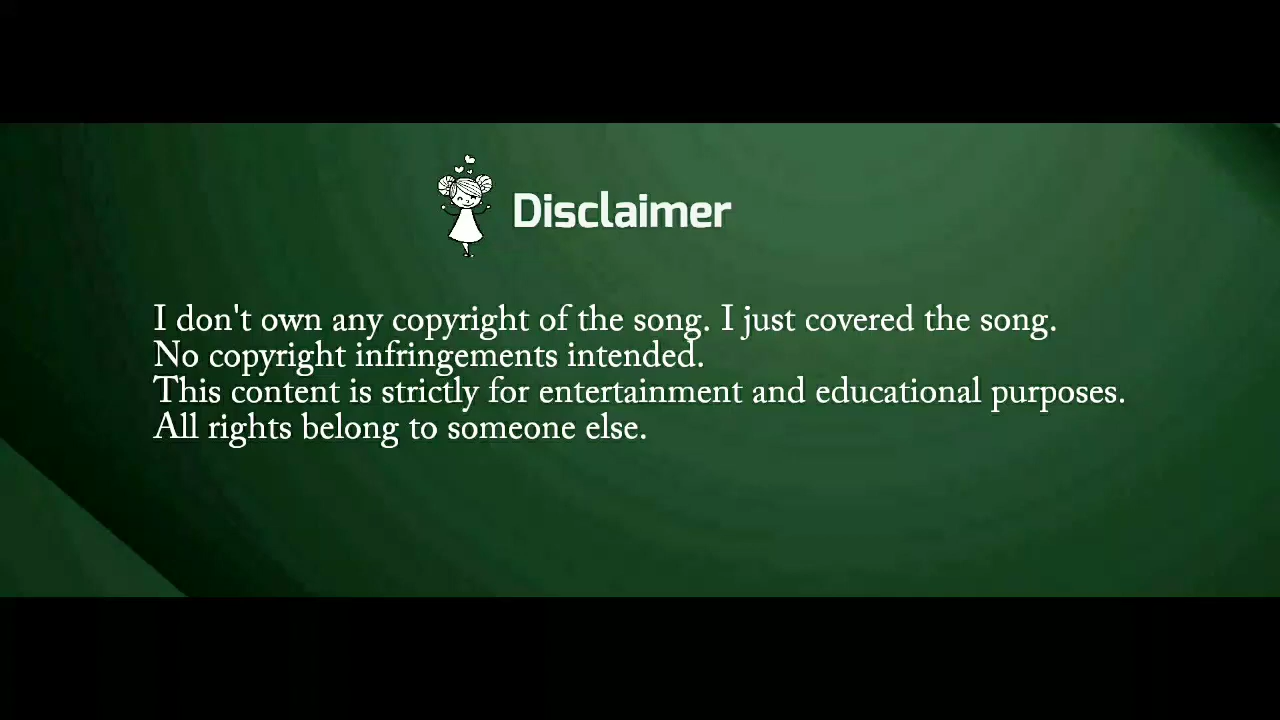 Disclaimer
I don't own any copyright of the song. I just covered the song.
No copyright infringements intended.
This content is strictly for entertainment and educational purposes.
All rights belong to someone else.